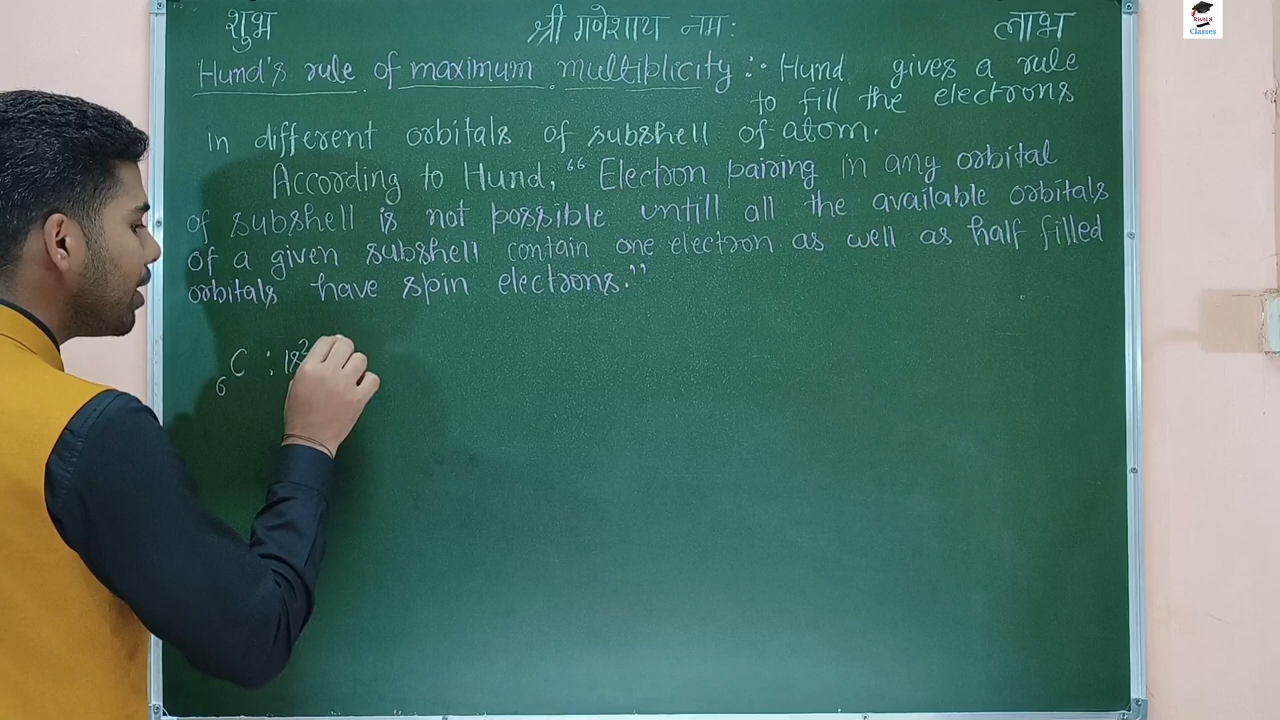 शुभ श्री गणेशाय नम: लाभ
Hund's rule of maximum multiplicity :- Hund gives a rule
to fill the electrons
In different orbitals of subshell of atom.
According to Hund, "Electron pairing in any orbital
of subshell is not possible untill all the available orbitals
of a given subshell contain one electron as well as half filled
orbitals have spin electrons."
₆C : 1s²
Classes